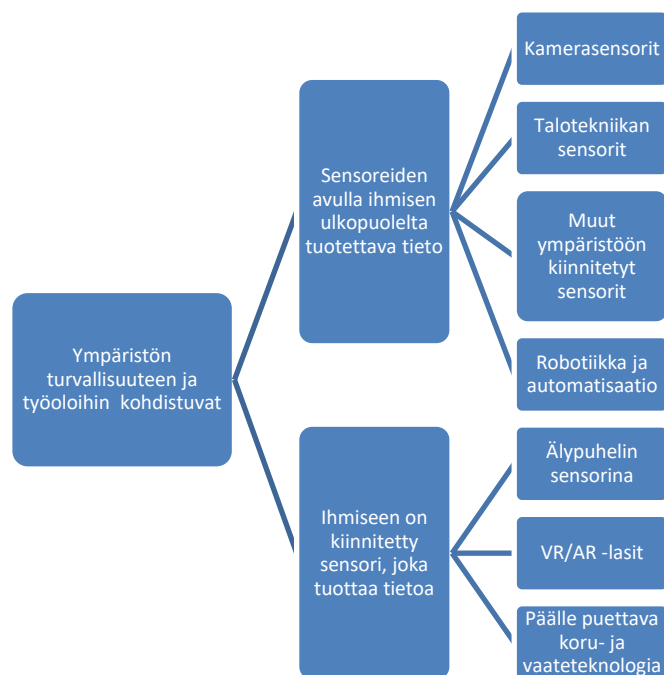 Ympäristön
turvallisuuteen ja
työoloihin kohdistuvat
Sensoreiden
avulla ihmisen
ulkopuolelta
tuotettava tieto
Kamerasensorit
Talotekniikan
sensorit
Muut
ympäristöön
kiinnitetyt
sensorit
Robotiikka ja
automatisaatio
Ihmiseen on
kiinnitetty
sensori, joka
tuottaa tietoa
Älypuhelin
sensorina
VR/AR -lasit
Päälle puettava
koru- ja
vaateteknologia